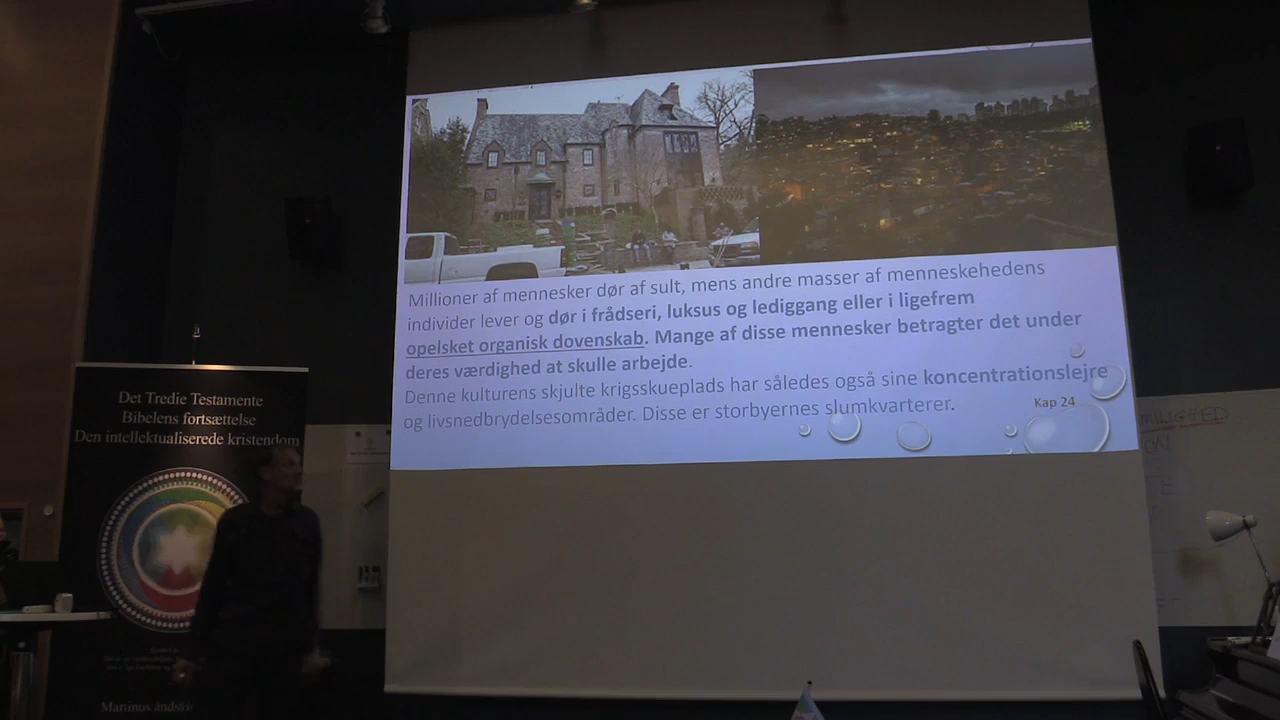 Millioner af mennesker dør af sult, mens andre masser af menneskehedens
individer lever og dør i frådseri, luksus og lediggang eller i ligefrem
opelsket organisk dovenskab. Mange af disse mennesker betragter det under
deres værdighed at skulle arbejde.
Denne kulturens skjulte krigsskueplads har således også sine koncentrationslejre
og livsnedbrydelsesområder. Disse er storbyernes slumkvarterer.
Kap 24
Det Tredie Testamente
Bibelens fortsættelse
Den intellektualiserede kristendom
Martinus